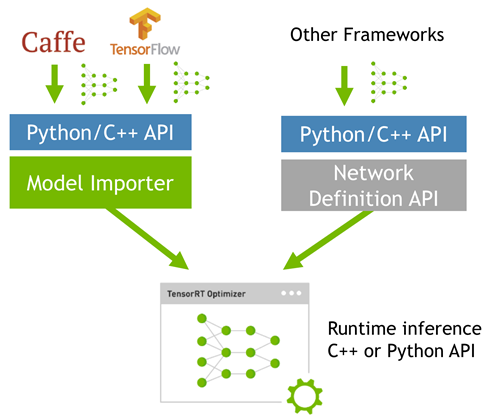 Caffe
TensorFlow
Other Frameworks
Python/C++ API
Python/C++ API
Model Importer
Network
Definition API
TensorRT Optimizer
Runtime inference
C++ or Python API